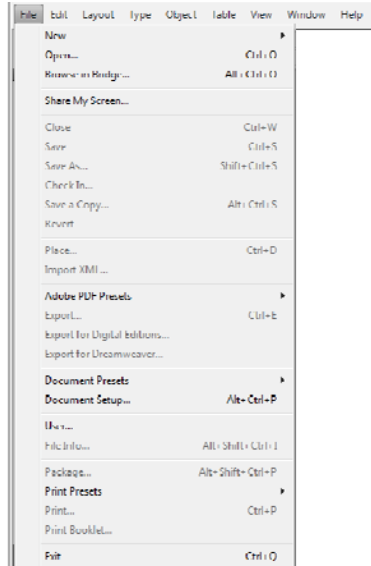 File Edit Layout Type Object Table View Window Help
New
Open... Ctrl+O
Browse in Bridge... Alt+Ctrl+O
Share My Screen...
Close Ctrl+W
Save Ctrl+S
Save As... Shift+Ctrl+S
Check In...
Save a Copy... Alt+Ctrl+S
Revert
Place... Ctrl+D
Import XML...
Adobe PDF Presets
Export... Ctrl+E
Export for Digital Editions...
Export for Dreamweaver...
Document Presets
Document Setup... Alt+Ctrl+P
User...
File Info... Alt+Shift+Ctrl+I
Package... Alt+Shift+Ctrl+P
Print Presets
Print... Ctrl+P
Print Booklet...
Exit Ctrl+Q